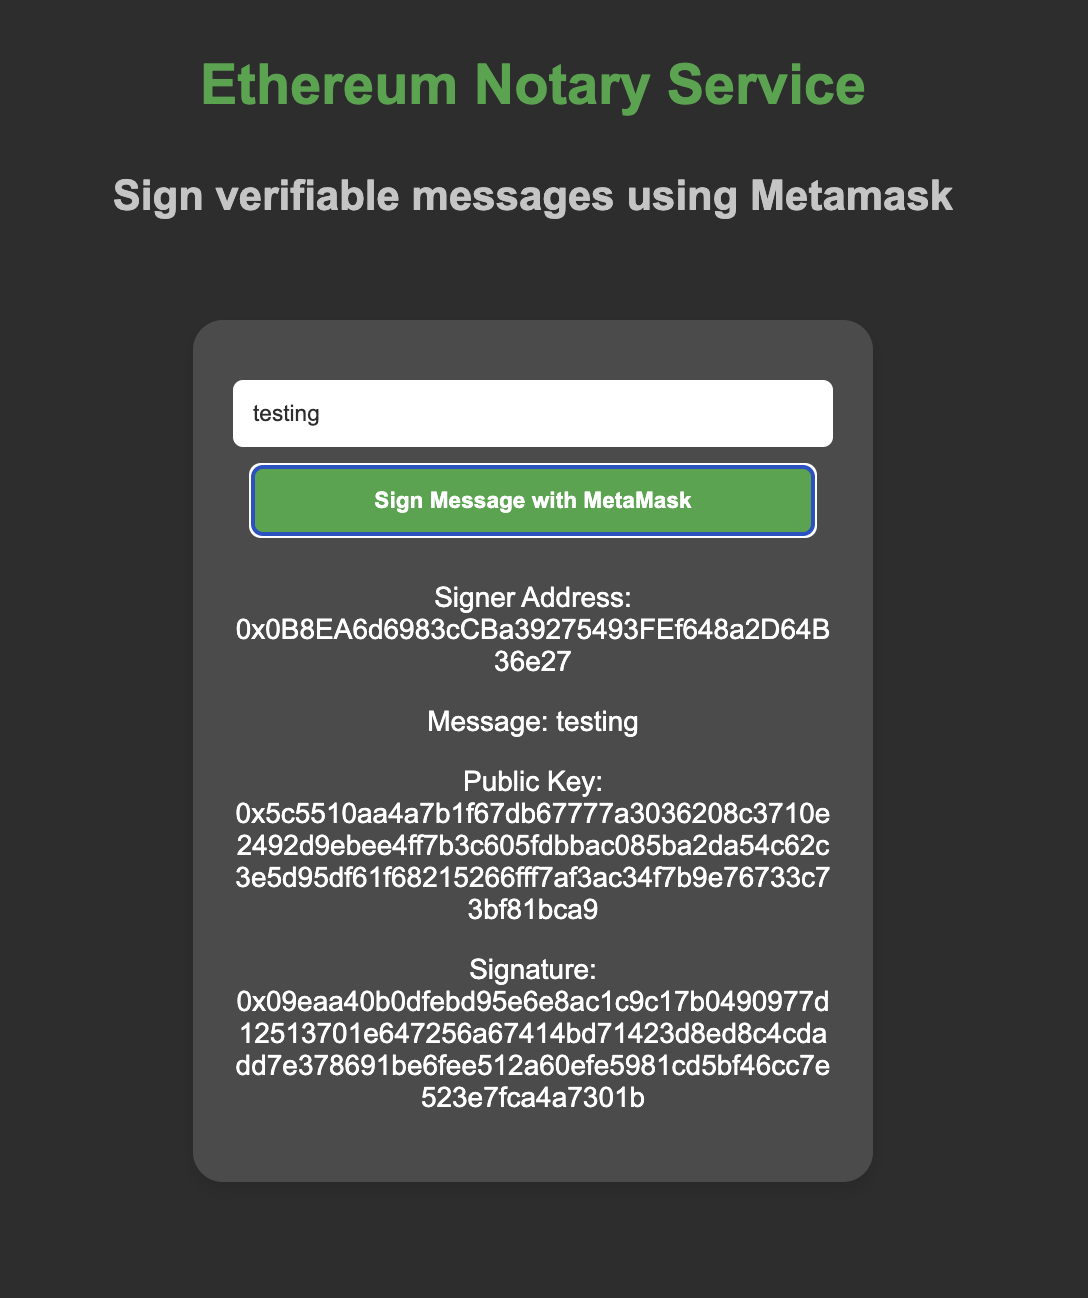 Ethereum Notary Service
Sign verifiable messages using Metamask
testing
Sign Message with MetaMask
Signer Address:
0x0B8EA6d6983cCBa39275493FEf648a2D64B
36e27
Message: testing
Public Key:
0x5c5510aa4a7b1f67db67777a3036208c3710e
2492d9ebee4ff7b3c605fdbbac085ba2da54c62c
3e5d95df61f68215266fff7af3ac34f7b9e76733c7
3bf81bca9
Signature:
0x09eaa40b0dfebd95e6e8ac1c9c17b0490977d
12513701e647256a67414bd71423d8ed8c4cda
dd7e378691be6fee512a60efe5981cd5bf46cc7e
523e7fca4a7301b